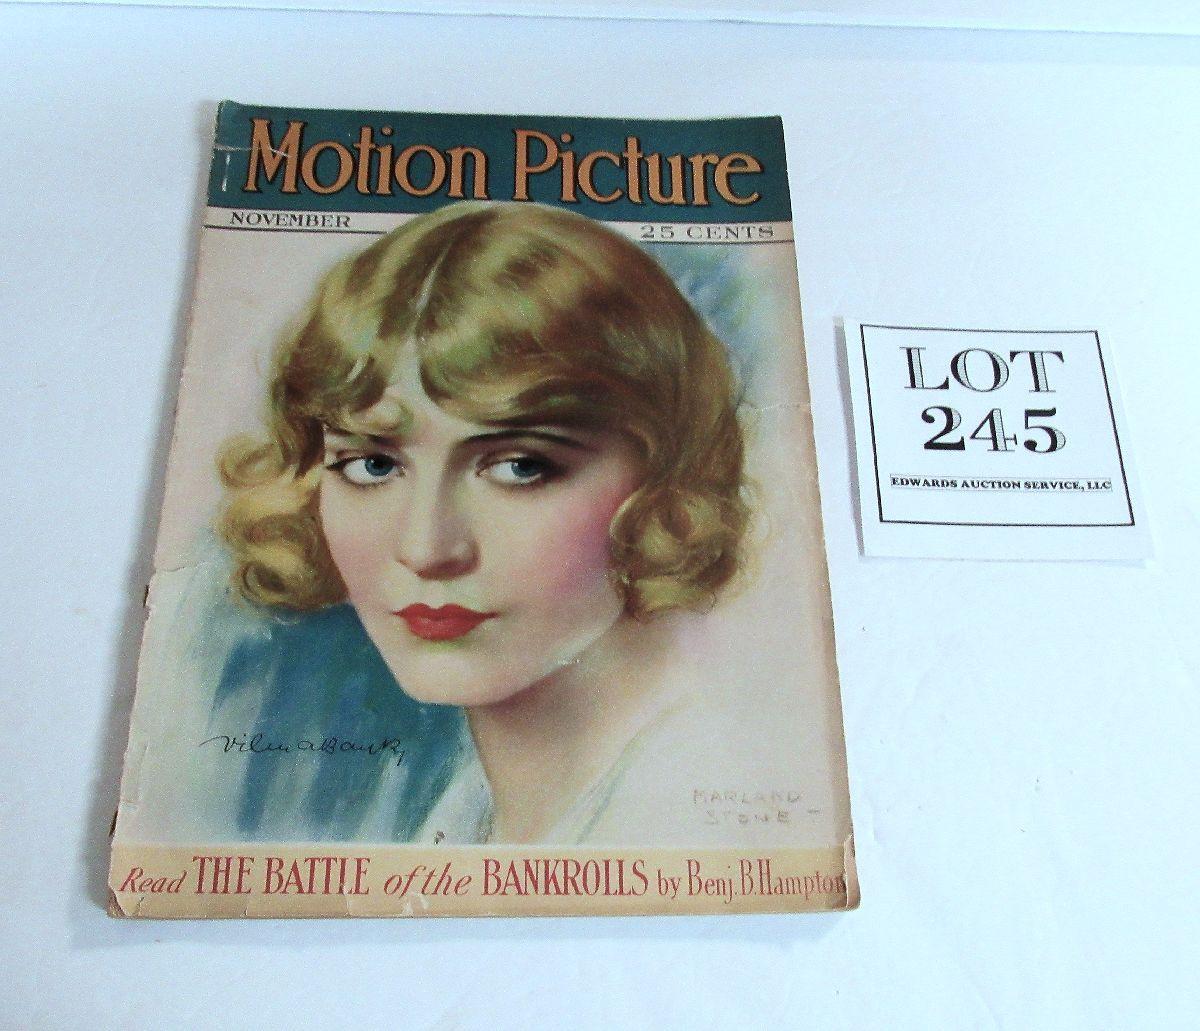 Motion Picture
NOVEMBER
25 CENTS
Vilma Banky
MARLAND
STONE
Read THE BATTLE of the BANKROLLS by Benj. B. Hampton
LOT
245
EDWARDS AUCTION SERVICE, LLC